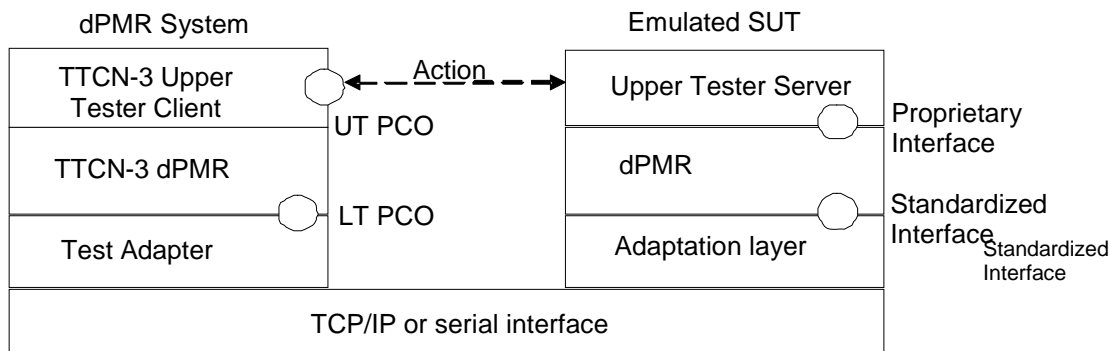 dPMR System
Emulated SUT
TTCN-3 Upper
Tester Client
Action
Upper Tester Server
UT PCO
Proprietary
Interface
TTCN-3 dPMR
dPMR
LT PCO
Standardized
Interface
Standardized
Interface
Test Adapter
Adaptation layer
TCP/IP or serial interface